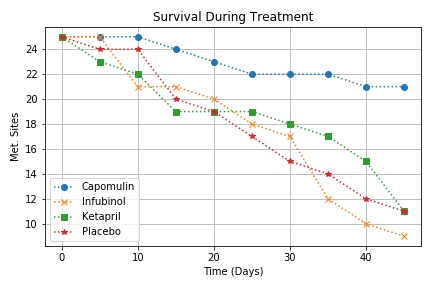 Survival During Treatment
Met. Sites
24
22
20
18
16
14
12
10
Capomulin
Infubinol
Ketapril
Placebo
0
10
20
30
40
Time (Days)